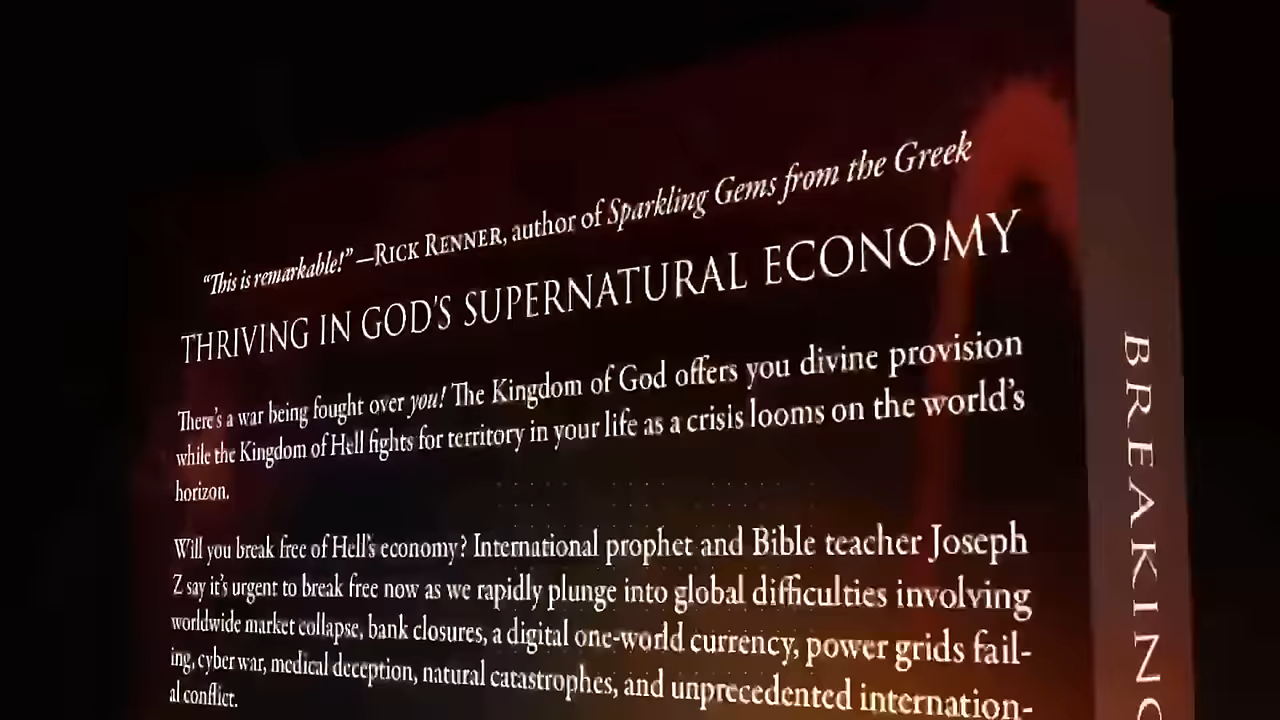 “This is remarkable!” —RICK RENNER, author of Sparkling Gems from the Greek
THRIVING IN GOD'S SUPERNATURAL ECONOMY
There's a war being fought over you! The Kingdom of God offers you divine provision
while the Kingdom of Hell fights for territory in your life as a crisis looms on the world's
horizon.
Will you break free of Hell's economy? International prophet and Bible teacher Joseph
Z say it's urgent to break free now as we rapidly plunge into global difficulties involving
worldwide market collapse, bank closures, a digital one-world currency, power grids fail-
ing, cyber war, medical deception, natural catastrophes, and unprecedented internation-
al conflict.
BREAKING